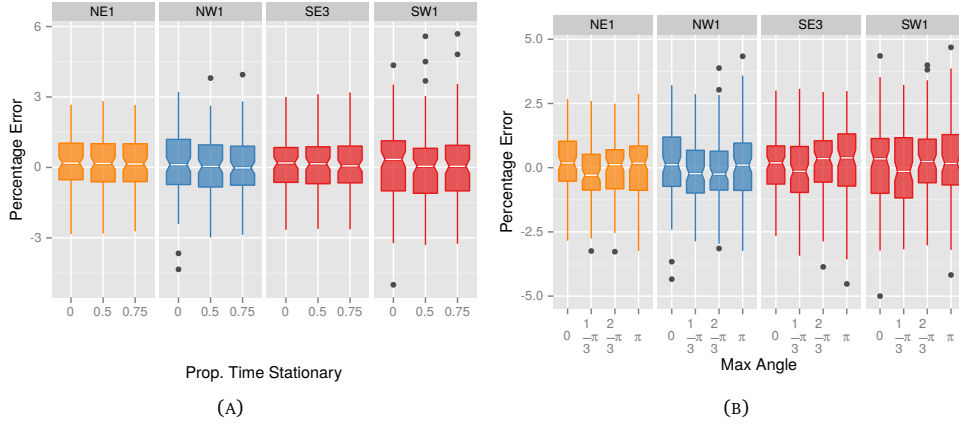 NE1 NW1 SE3 SW1
6
3
0
-3
Percentage Error
0 0.5 0.75 0 0.5 0.75 0 0.5 0.75 0 0.5 0.75
Prop. Time Stationary
(A)
NE1 NW1 SE3 SW1
5.0
2.5
0.0
-2.5
-5.0
Percentage Error
0 1/3 π 2/3 π π 0 1/3 π 2/3 π π 0 1/3 π 2/3 π π 0 1/3 π 2/3 π π
Max Angle
(B)